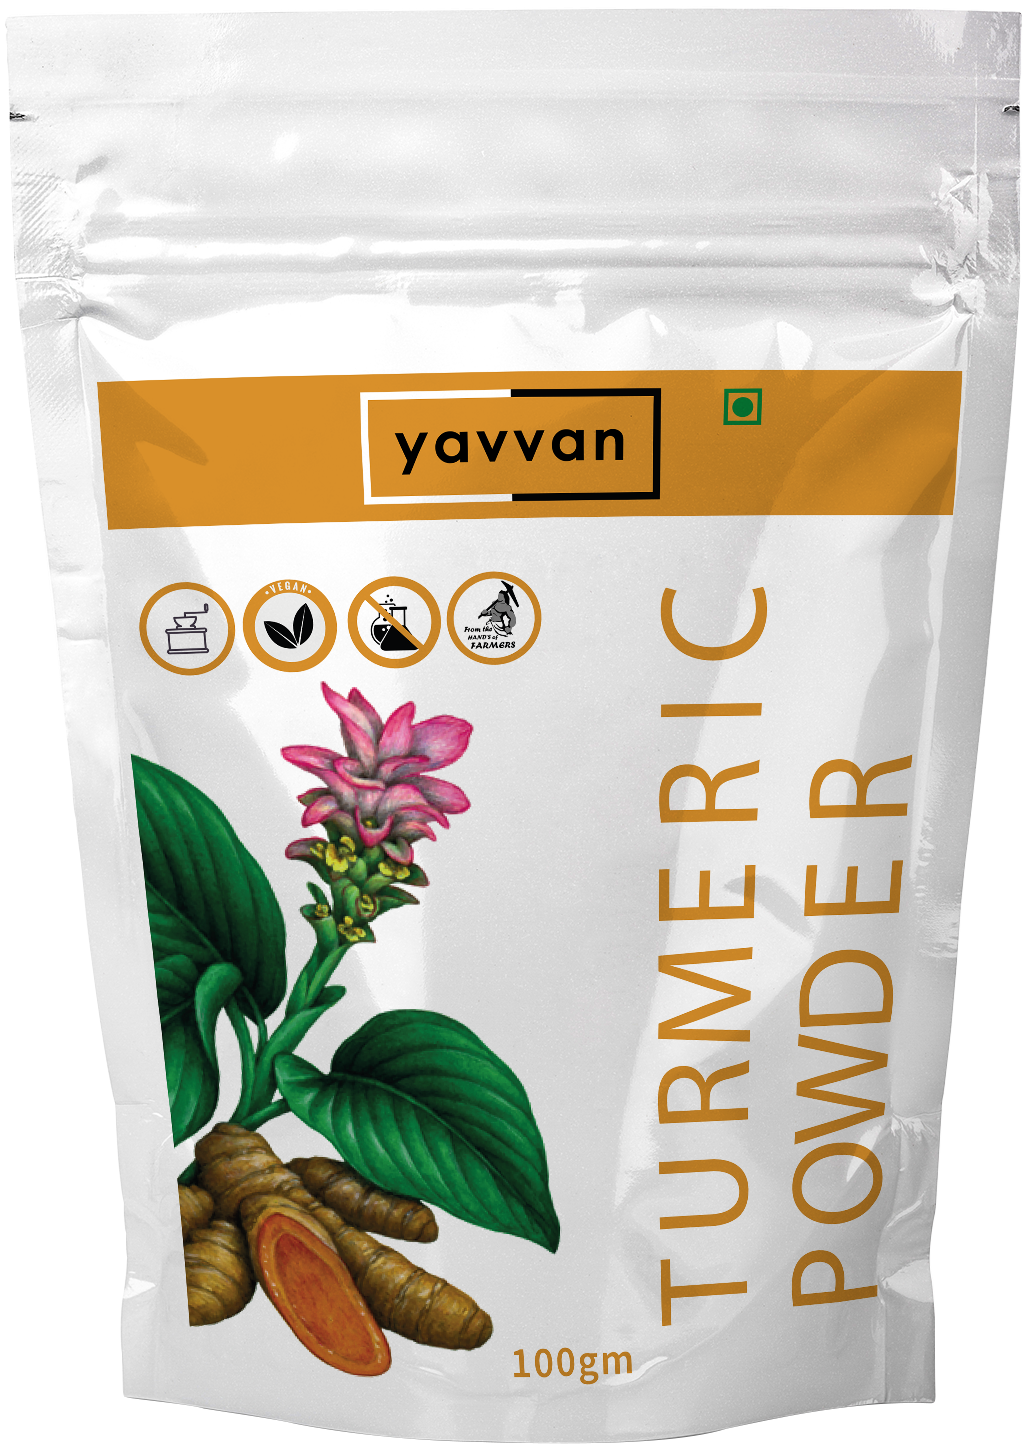 yavvan
•VEGAN•
From the
HAND's of
FARMERS
TURMERIC
POWDER
100gm